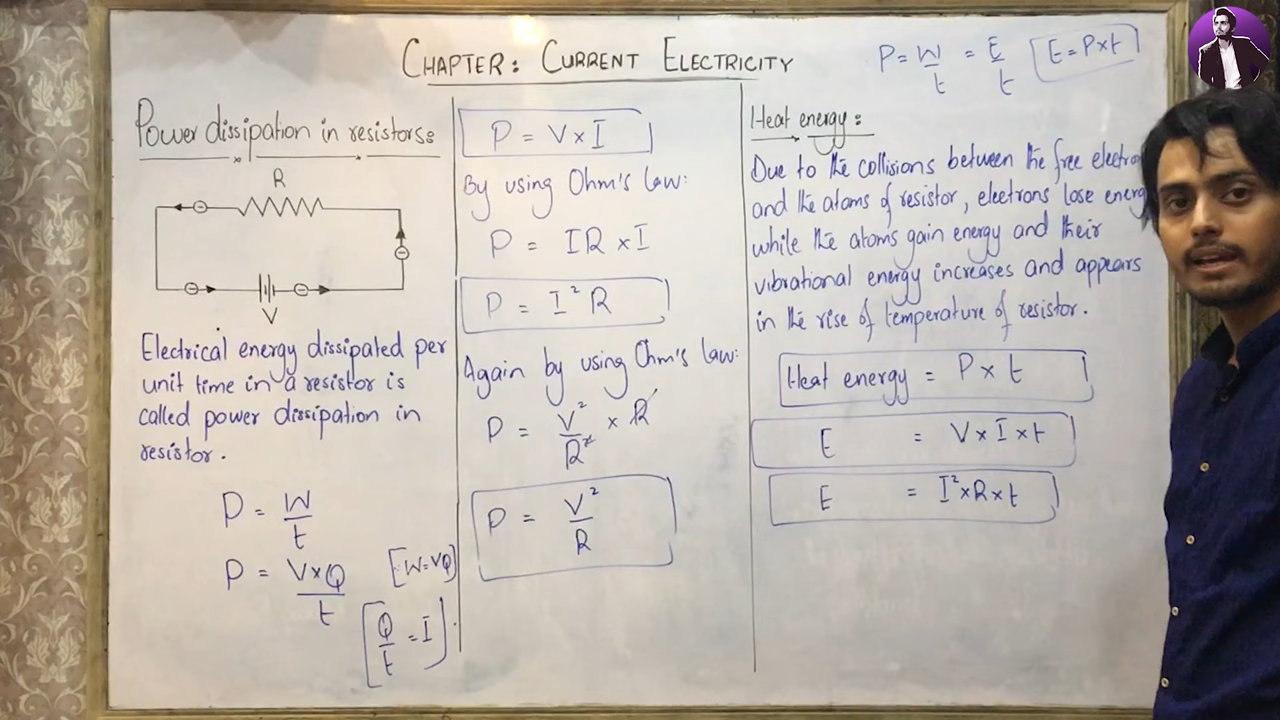 CHAPTER: CURRENT ELECTRICITY
P = W/t = E/t [E = P×t]
Power dissipation in resistors:
R
V
Electrical energy dissipated per
unit time in a resistor is
called power dissipation in
resistor.
P = W/t
P = V×Q/t [W=VQ]
[Q/t = I]
P = V×I
By using Ohm's law:
P = IR×I
P = I²R
Again by using Ohm's law:
P = V²/R² × R
P = V²/R
Heat energy:
Due to the collisions between the free electron
and the atoms of resistor, electrons lose energy
while the atoms gain energy and their
vibrational energy increases and appears
in the rise of temperature of resistor.
Heat energy = P×t
E = V×I×t
E = I²×R×t